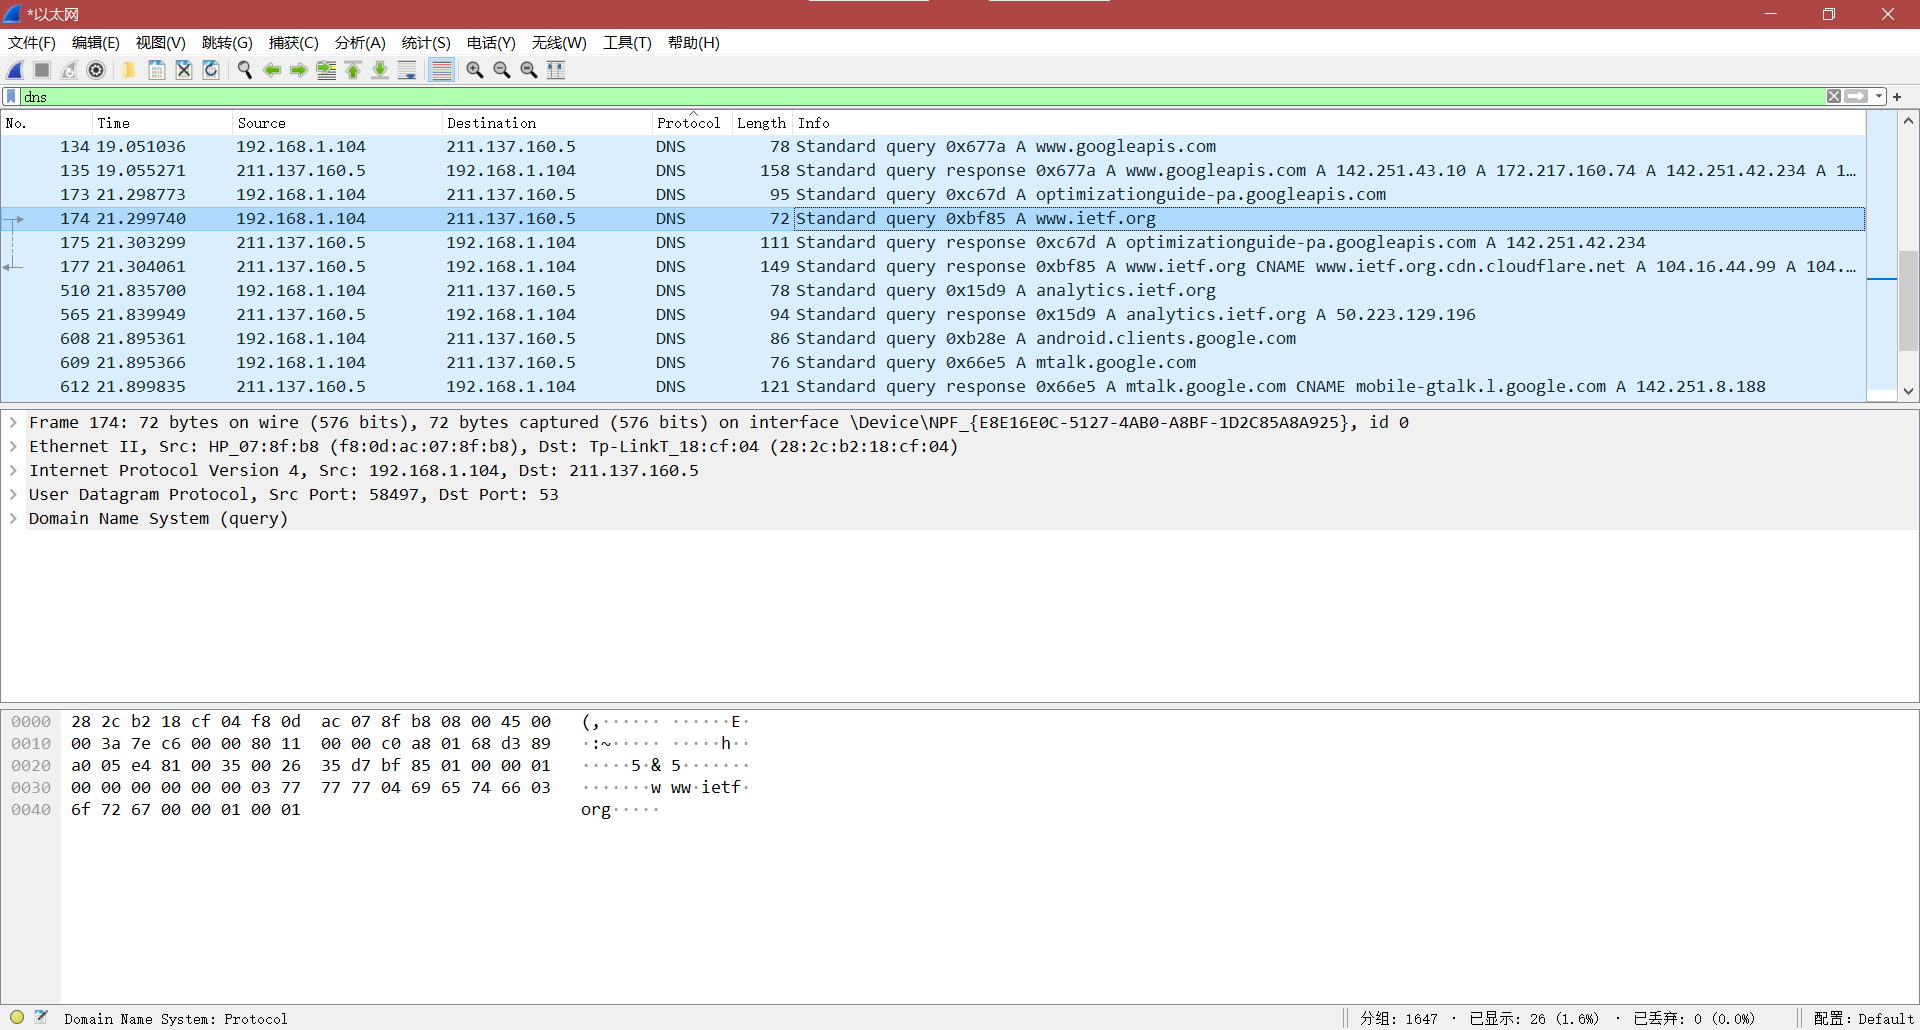 *以太网
文件(F) 编辑(E) 视图(V) 跳转(G) 捕获(C) 分析(A) 统计(S) 电话(Y) 无线(W) 工具(T) 帮助(H)
dns
No. Time Source Destination Protocol Length Info
134 19.051036 192.168.1.104 211.137.160.5 DNS 78 Standard query 0x677a A www.googleapis.com
135 19.055271 211.137.160.5 192.168.1.104 DNS 158 Standard query response 0x677a A www.googleapis.com A 142.251.43.10 A 172.217.160.74 A 142.251.42.234 A 1…
173 21.298773 192.168.1.104 211.137.160.5 DNS 95 Standard query 0xc67d A optimizationguide-pa.googleapis.com
174 21.299740 192.168.1.104 211.137.160.5 DNS 72 Standard query 0xbf85 A www.ietf.org
175 21.303299 211.137.160.5 192.168.1.104 DNS 111 Standard query response 0xc67d A optimizationguide-pa.googleapis.com A 142.251.42.234
177 21.304061 211.137.160.5 192.168.1.104 DNS 149 Standard query response 0xbf85 A www.ietf.org CNAME www.ietf.org.cdn.cloudflare.net A 104.16.44.99 A 104.…
510 21.835700 192.168.1.104 211.137.160.5 DNS 78 Standard query 0x15d9 A analytics.ietf.org
565 21.839949 211.137.160.5 192.168.1.104 DNS 94 Standard query response 0x15d9 A analytics.ietf.org A 50.223.129.196
608 21.895361 192.168.1.104 211.137.160.5 DNS 86 Standard query 0xb28e A android.clients.google.com
609 21.895366 192.168.1.104 211.137.160.5 DNS 76 Standard query 0x66e5 A mtalk.google.com
612 21.899835 211.137.160.5 192.168.1.104 DNS 121 Standard query response 0x66e5 A mtalk.google.com CNAME mobile-gtalk.l.google.com A 142.251.8.188
Frame 174: 72 bytes on wire (576 bits), 72 bytes captured (576 bits) on interface \Device\NPF_{E8E16E0C-5127-4AB0-A8BF-1D2C85A8A925}, id 0
Ethernet II, Src: HP_07:8f:b8 (f8:0d:ac:07:8f:b8), Dst: Tp-LinkT_18:cf:04 (28:2c:b2:18:cf:04)
Internet Protocol Version 4, Src: 192.168.1.104, Dst: 211.137.160.5
User Datagram Protocol, Src Port: 58497, Dst Port: 53
Domain Name System (query)
0000 28 2c b2 18 cf 04 f8 0d ac 07 8f b8 08 00 45 00 (,······ ······E·
0010 00 3a 7e c6 00 00 80 11 00 00 c0 a8 01 68 d3 89 ·:~····· ·····h··
0020 a0 05 e4 81 00 35 00 26 35 d7 bf 85 01 00 00 01 ·····5·& 5·······
0030 00 00 00 00 00 00 03 77 77 77 04 69 65 74 66 03 ·······w ww·ietf·
0040 6f 72 67 00 00 01 00 01 org·····
Domain Name System: Protocol 分组: 1647 · 已显示: 26 (1.6%) · 已丢弃: 0 (0.0%) 配置: Default